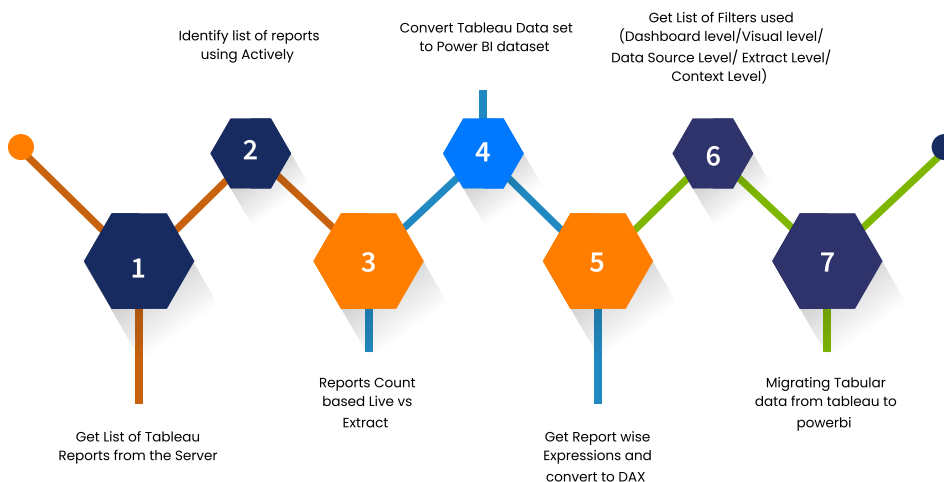 1
Get List of Tableau
Reports from the Server
2
Identify list of reports
using Actively
3
Reports Count
based Live vs
Extract
4
Convert Tableau Data set
to Power BI dataset
5
Get Report wise
Expressions and
convert to DAX
6
Get List of Filters used
(Dashboard level/Visual level/
Data Source Level/ Extract Level/
Context Level)
7
Migrating Tabular
data from tableau to
powerbi